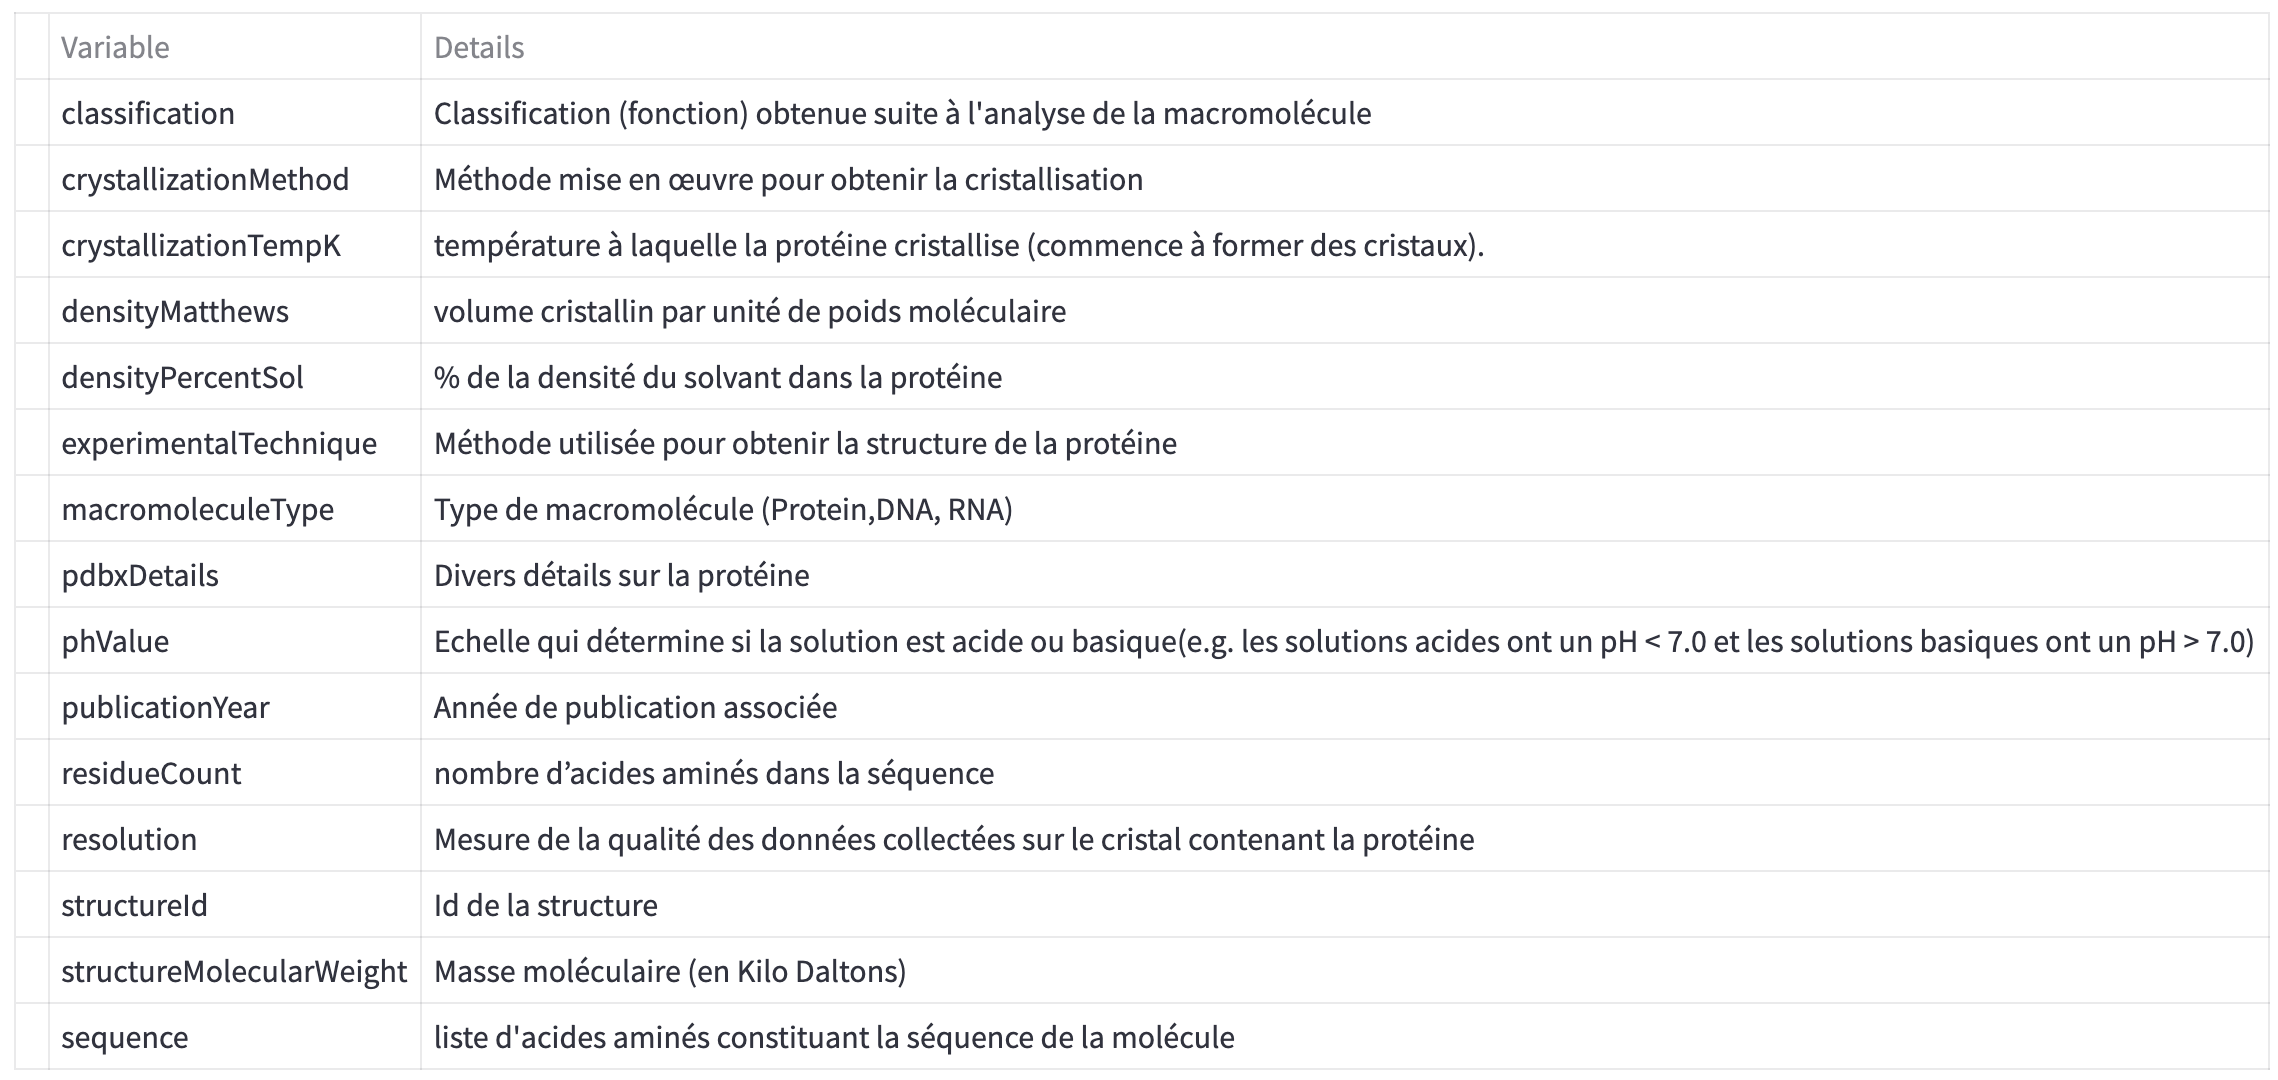 Variable Details
classification Classification (fonction) obtenue suite à l'analyse de la macromolécule
crystallizationMethod Méthode mise en œuvre pour obtenir la cristallisation
crystallizationTempK température à laquelle la protéine cristallise (commence à former des cristaux).
densityMatthews volume cristallin par unité de poids moléculaire
densityPercentSol % de la densité du solvant dans la protéine
experimentalTechnique Méthode utilisée pour obtenir la structure de la protéine
macromoleculeType Type de macromolécule (Protein,DNA, RNA)
pdbxDetails Divers détails sur la protéine
phValue Echelle qui détermine si la solution est acide ou basique(e.g. les solutions acides ont un pH < 7.0 et les solutions basiques ont un pH > 7.0)
publicationYear Année de publication associée
residueCount nombre d’acides aminés dans la séquence
resolution Mesure de la qualité des données collectées sur le cristal contenant la protéine
structureId Id de la structure
structureMolecularWeight Masse moléculaire (en Kilo Daltons)
sequence liste d'acides aminés constituant la séquence de la molécule